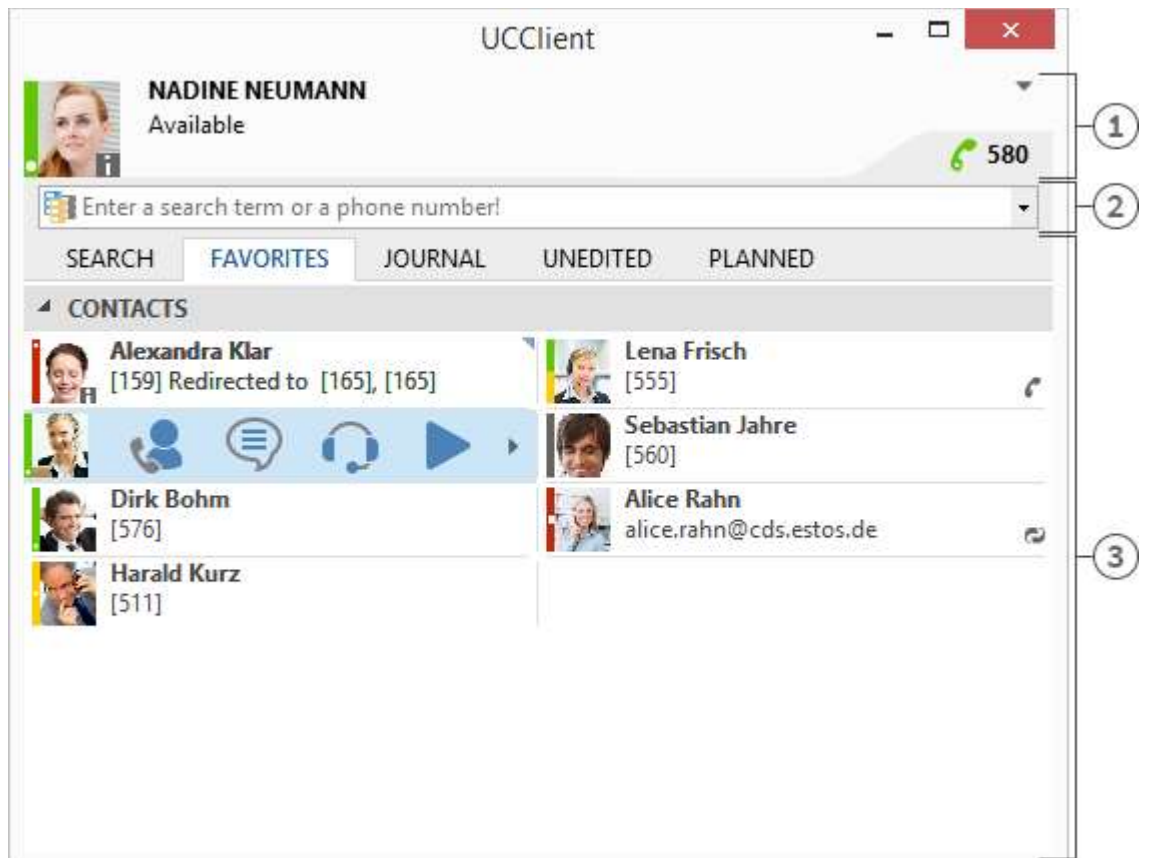 UCClient
NADINE NEUMANN
Available
580
1
Enter a search term or a phone number!
2
SEARCH FAVORITES JOURNAL UNEDITED PLANNED
CONTACTS
Alexandra Klar
[159] Redirected to [165], [165]
Lena Frisch
[555]
Sebastian Jahre
[560]
Dirk Bohm
[576]
Alice Rahn
alice.rahn@cds.estos.de
Harald Kurz
[511]
3